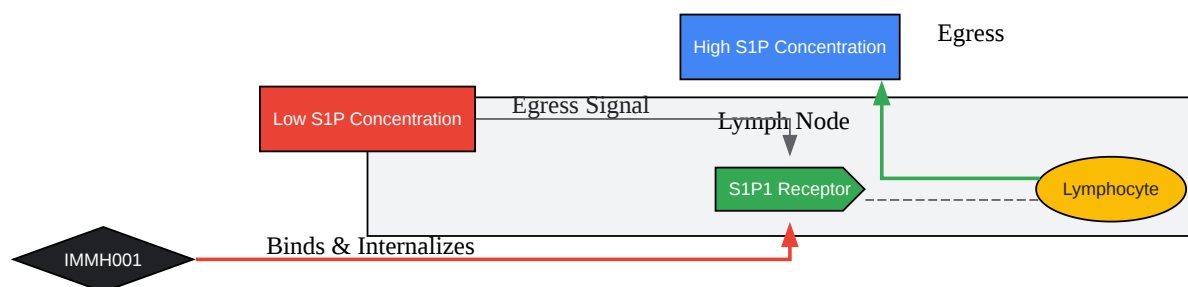 High S1P Concentration
Egress
Low S1P Concentration
Egress Signal
Lymph Node
S1P1 Receptor
Lymphocyte
Binds & Internalizes
IMMH001